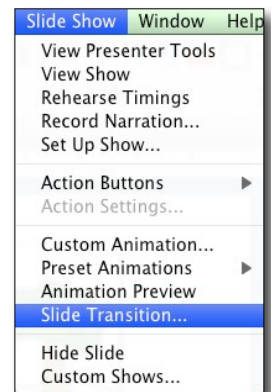 Slide Show Window Help
View Presenter Tools
View Show
Rehearse Timings
Record Narration...
Set Up Show...
Action Buttons
Action Settings...
Custom Animation...
Preset Animations
Animation Preview
Slide Transition...
Hide Slide
Custom Shows...